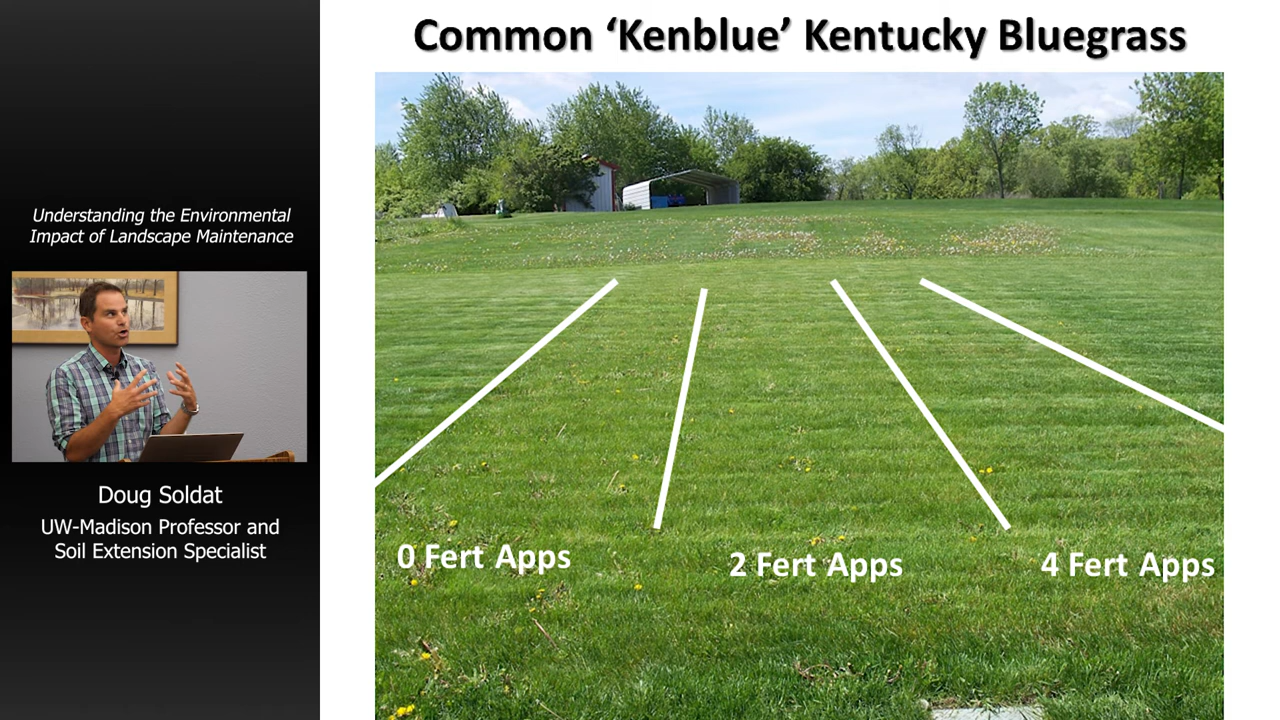 Common ‘Kenblue’ Kentucky Bluegrass
Understanding the Environmental
Impact of Landscape Maintenance
Doug Soldat
UW-Madison Professor and
Soil Extension Specialist
0 Fert Apps
2 Fert Apps
4 Fert Apps